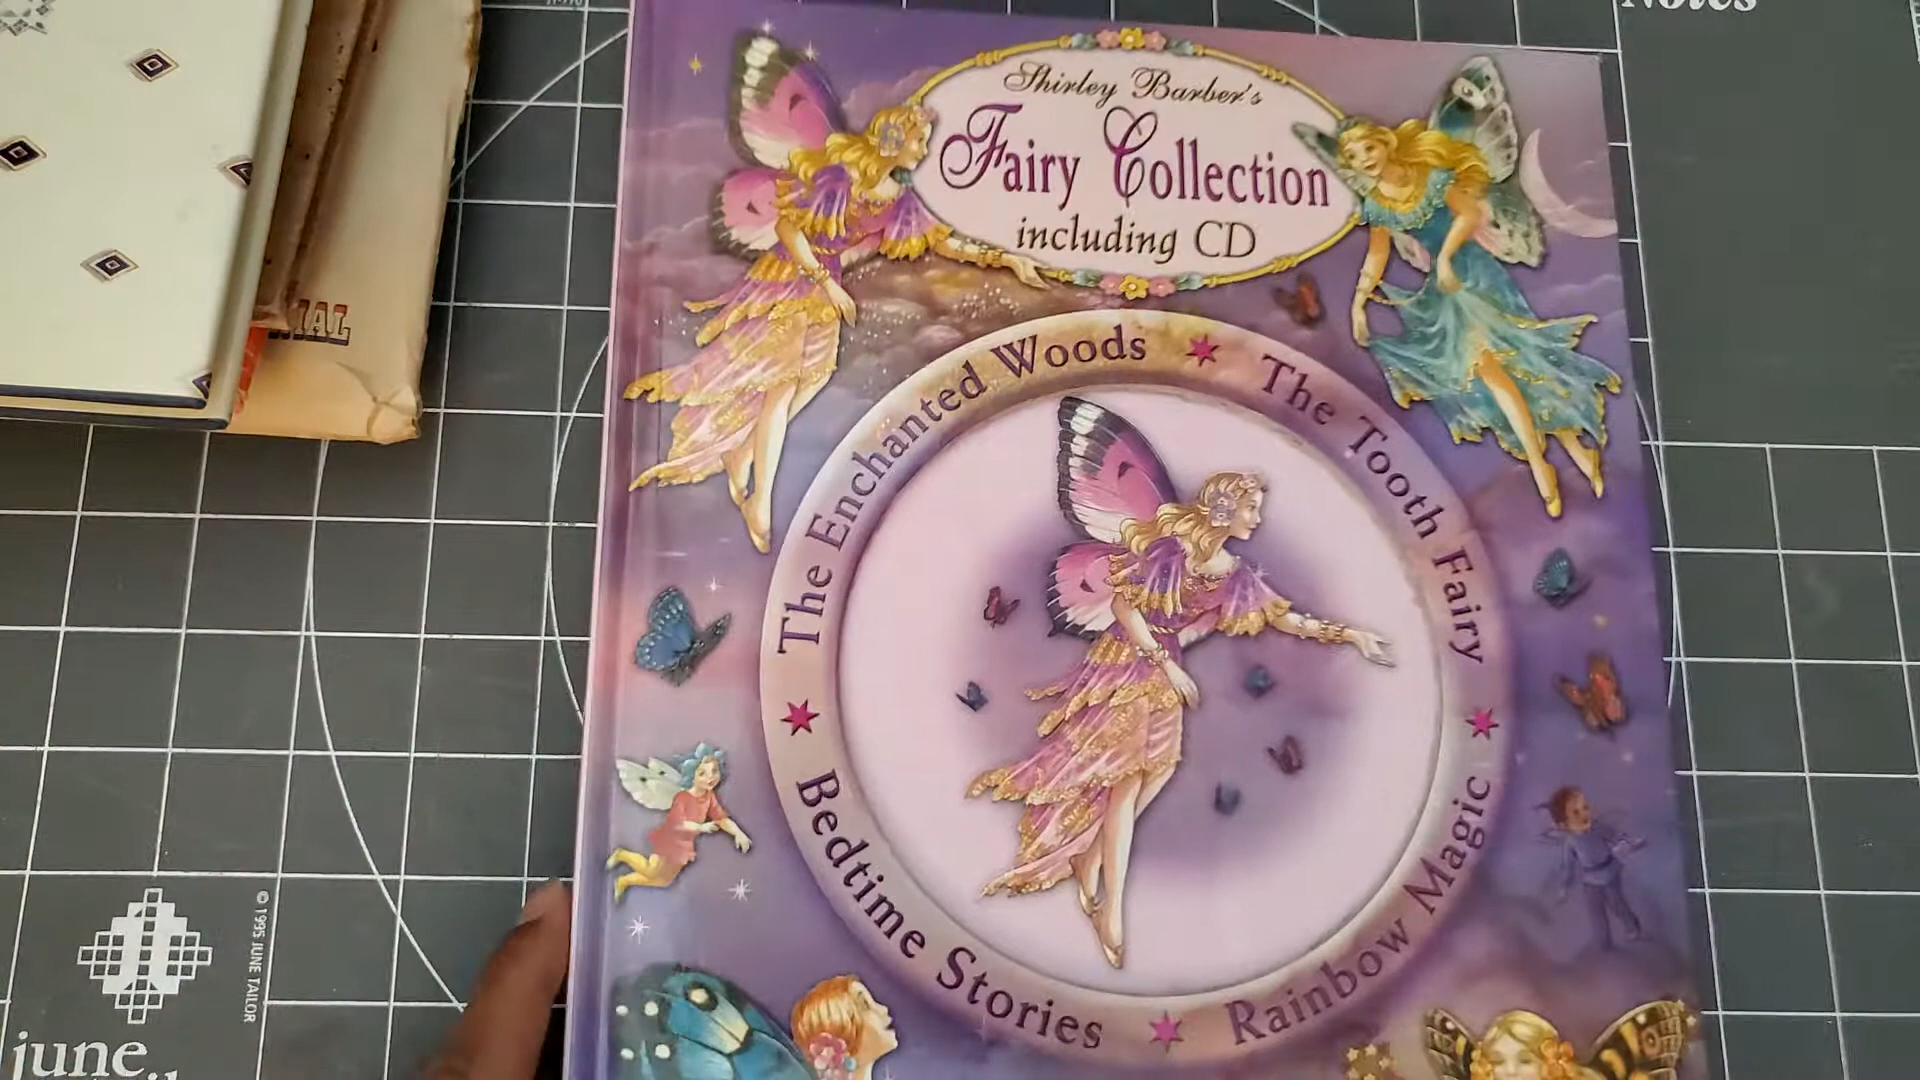 Notes
Shirley Barber's
Fairy Collection
including CD
The Enchanted Woods
The Tooth Fairy
Bedtime Stories
Rainbow Magic
© 1995 JUNE TAILOR
june